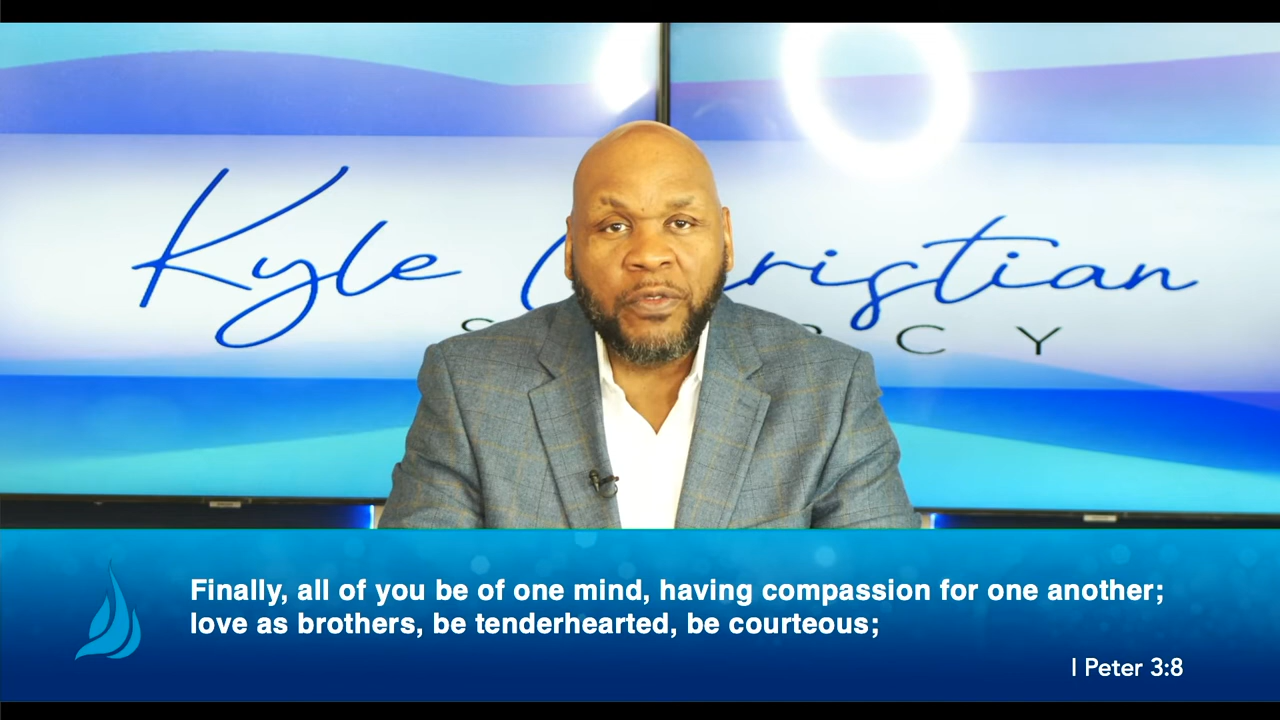 Kyle Christian
Finally, all of you be of one mind, having compassion for one another;
love as brothers, be tenderhearted, be courteous;
I Peter 3:8